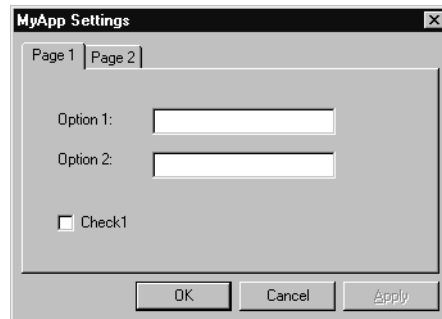 MyApp Settings
Page 1 Page 2
Option 1:
Option 2:
Check1
OK Cancel Apply